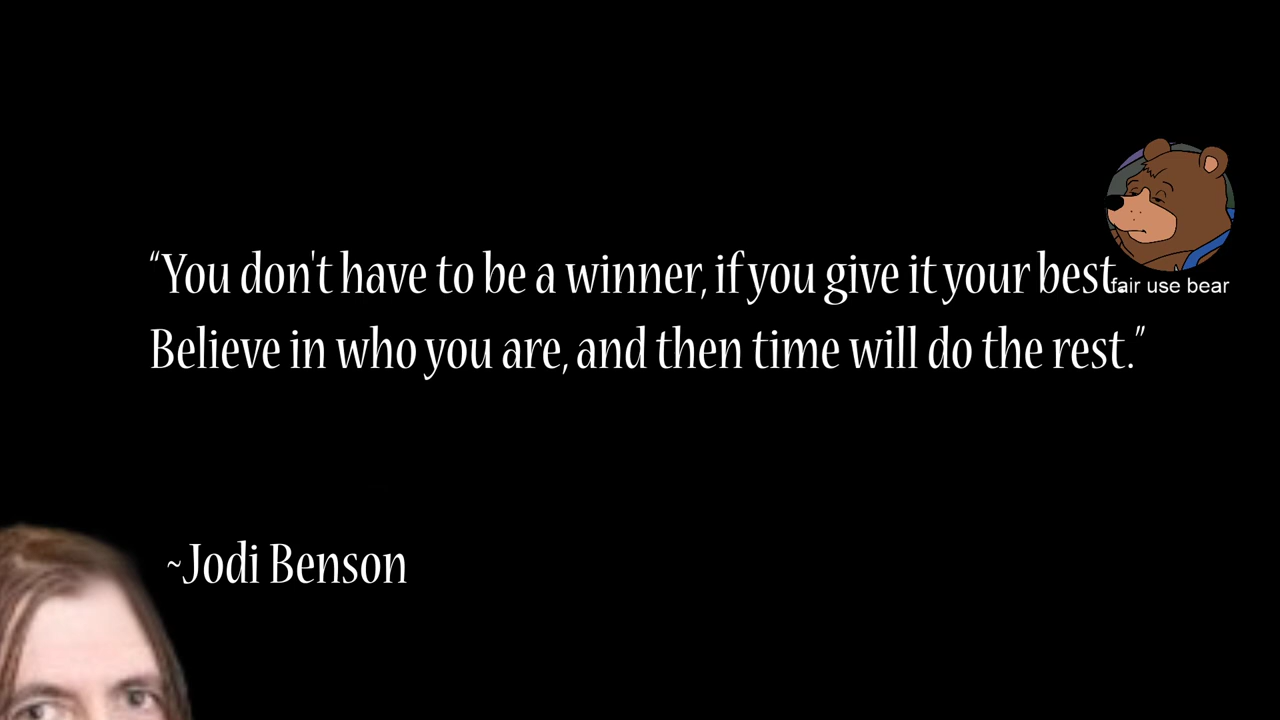 “You don't have to be a winner, if you give it your best.
fair use bear
Believe in who you are, and then time will do the rest.”
~Jodi Benson